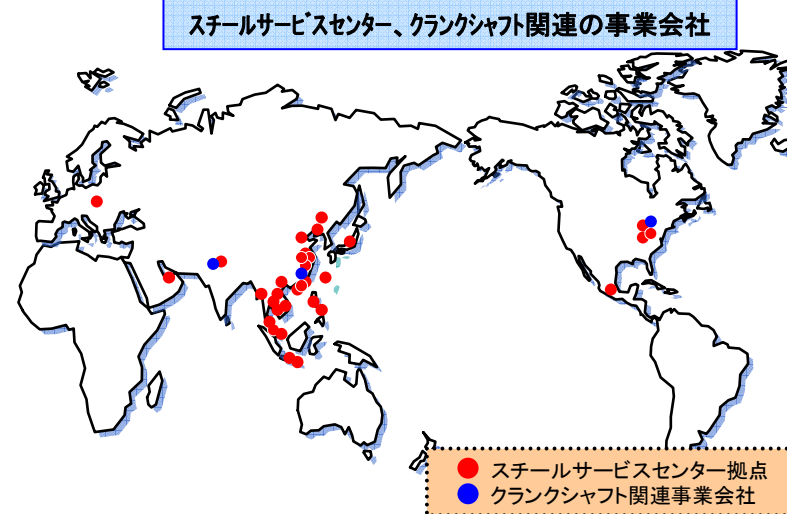 スチールサービスセンター、クランクシャフト関連の事業会社
スチールサービスセンター拠点
クランクシャフト関連事業会社